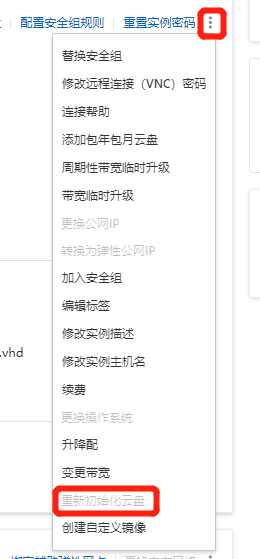 配置安全组规则 | 重置实例密码
替换安全组
修改远程连接（VNC）密码
连接帮助
添加包年包月云盘
周期性带宽临时升级
带宽临时升级
更换公网IP
转换为弹性公网IP
加入安全组
编辑标签
修改实例描述
.vhd
修改实例主机名
续费
更换操作系统
升降配
变更带宽
重新初始化云盘
创建自定义镜像